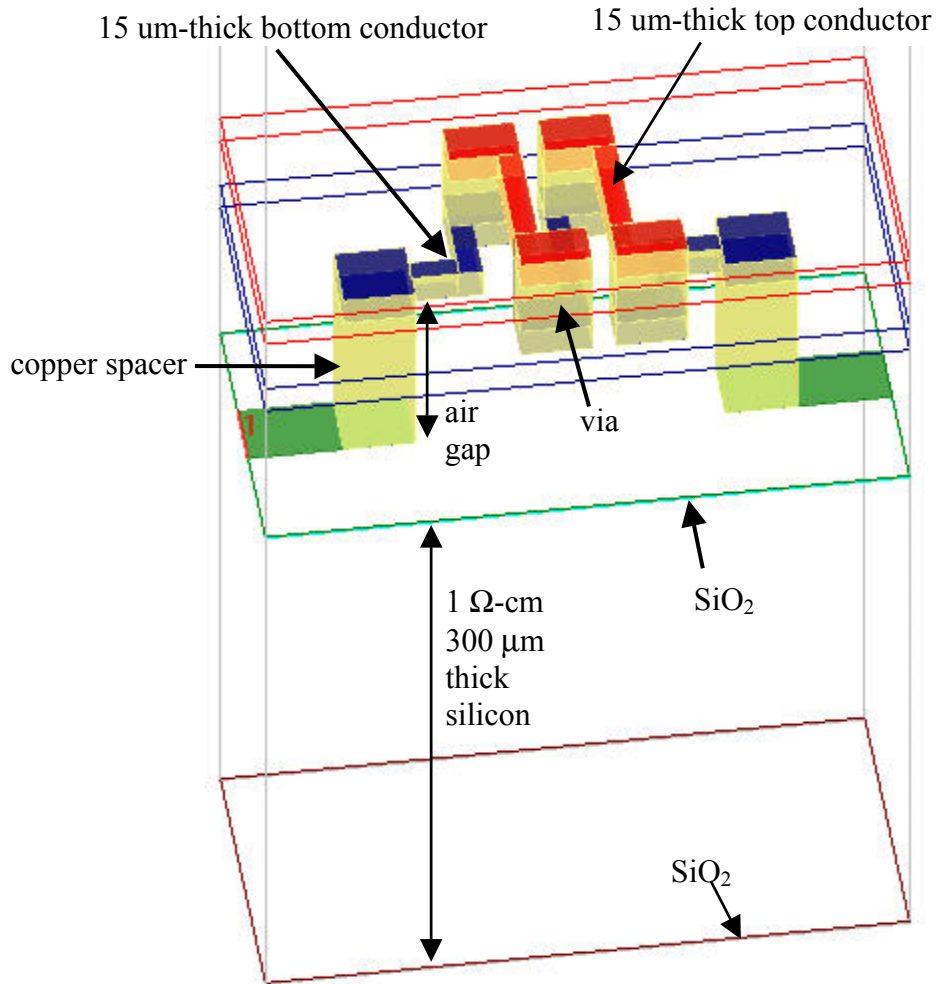 15 um-thick bottom conductor
15 um-thick top conductor
copper spacer
air
gap
via
SiO₂
1 Ω-cm
300 μm
thick
silicon
SiO₂